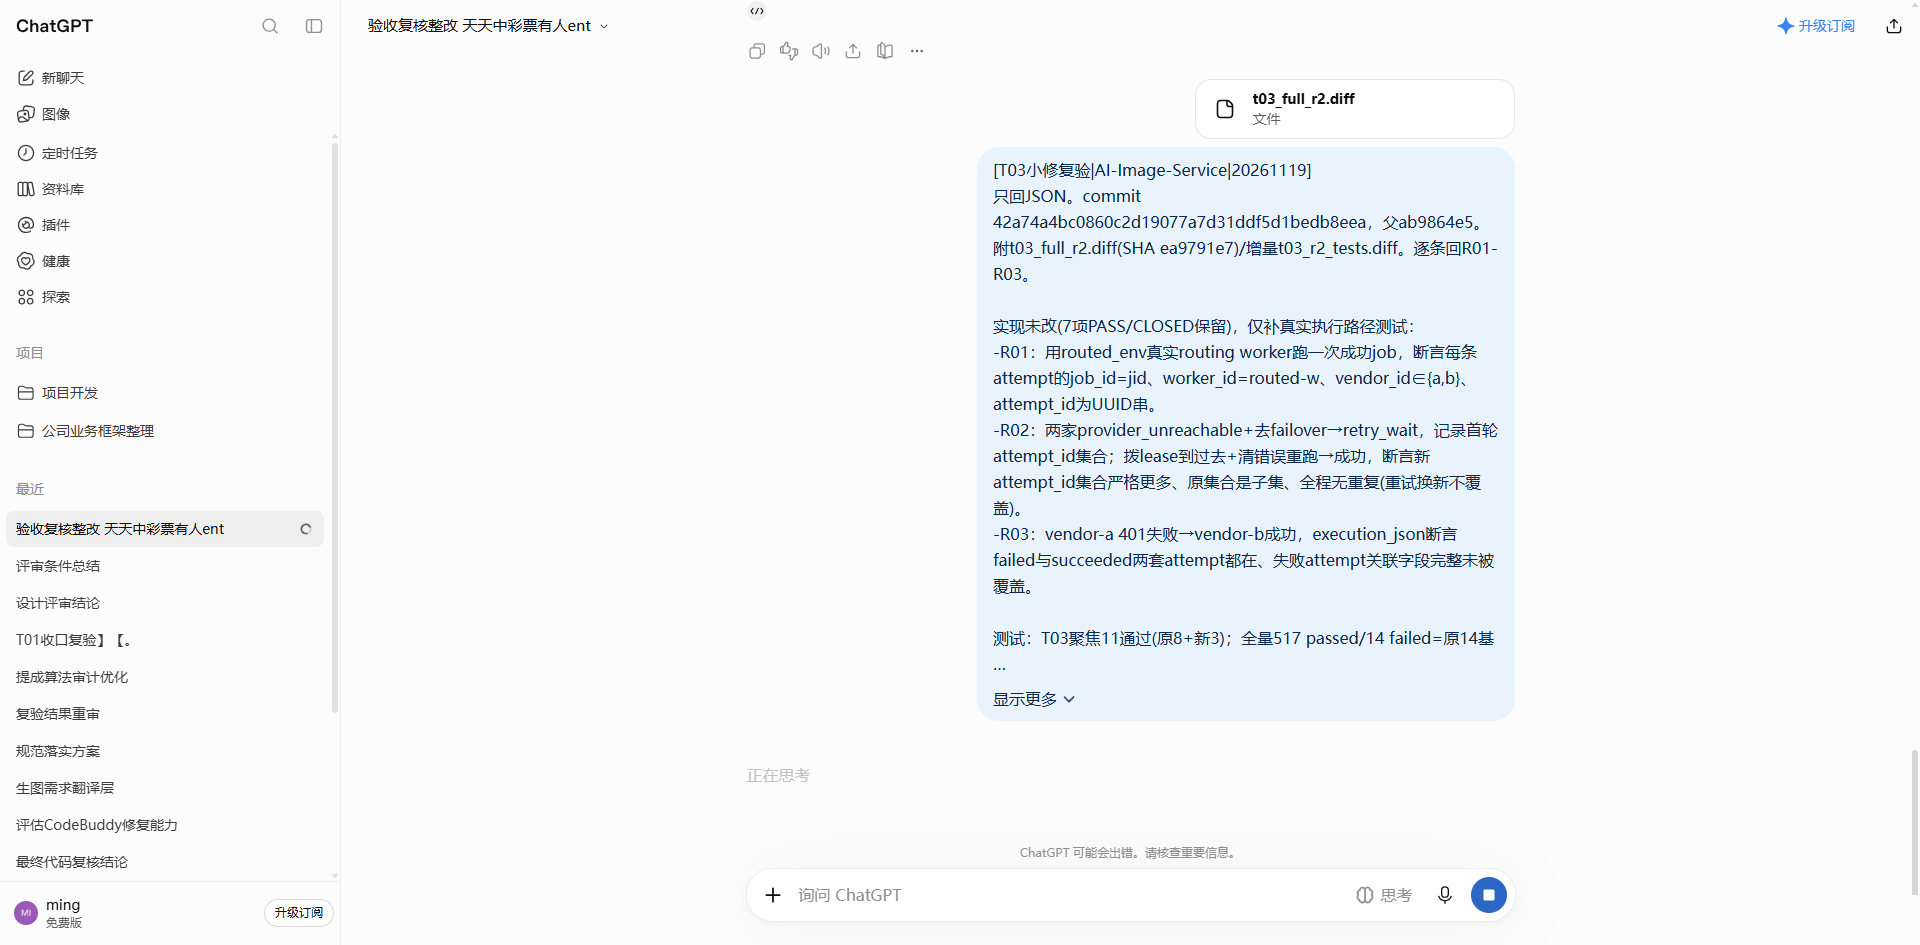 ChatGPT
新聊天
图像
定时任务
资料库
插件
健康
探索
项目
项目开发
公司业务框架整理
最近
验收复核整改 天天中彩票有人ent
评审条件总结
设计评审结论
T01收口复验】【。
提成算法审计优化
复验结果重审
规范落实方案
生图需求翻译层
评估CodeBuddy修复能力
最终代码复核结论
MI
ming
免费版
升级订阅
验收复核整改 天天中彩票有人ent
升级订阅
t03_full_r2.diff
文件
[T03小修复验|AI-Image-Service|20261119]
只回JSON。commit
42a74a4bc0860c2d19077a7d31ddf5d1bedb8eea，父ab9864e5。
附t03_full_r2.diff(SHA ea9791e7)/增量t03_r2_tests.diff。逐条回R01-
R03。
实现未改(7项PASS/CLOSED保留)，仅补真实执行路径测试：
-R01：用routed_env真实routing worker跑一次成功job，断言每条
attempt的job_id=jid、worker_id=routed-w、vendor_id∈{a,b}、
attempt_id为UUID串。
-R02：两家provider_unreachable+去failover→retry_wait，记录首轮
attempt_id集合；拨lease到过去+清错误重跑→成功，断言新
attempt_id集合严格更多、原集合是子集、全程无重复(重试换新不覆
盖)。
-R03：vendor-a 401失败→vendor-b成功，execution_json断言
failed与succeeded两套attempt都在、失败attempt关联字段完整未被
覆盖。
测试：T03聚焦11通过(原8+新3)；全量517 passed/14 failed=原14基
...
显示更多
正在思考
ChatGPT 可能会出错。请核查重要信息。
询问 ChatGPT
思考